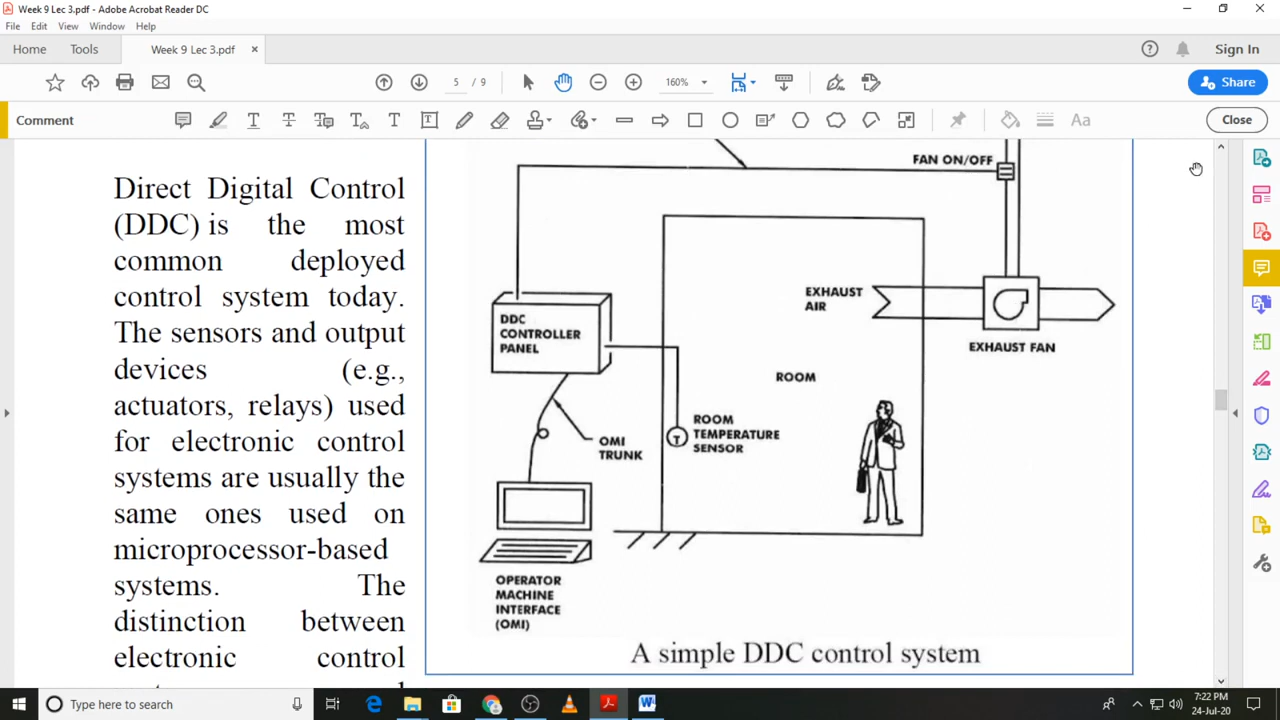 Week 9 Lec 3.pdf - Adobe Acrobat Reader DC
File Edit View Window Help
Home Tools Week 9 Lec 3.pdf × Sign In
5 / 9 160% Share
Comment Aa Close
Direct Digital Control
(DDC) is the most
common deployed
control system today.
The sensors and output
devices (e.g.,
actuators, relays) used
for electronic control
systems are usually the
same ones used on
microprocessor-based
systems. The
distinction between
electronic control
FAN ON/OFF
EXHAUST
AIR
EXHAUST FAN
DDC
CONTROLLER
PANEL
ROOM
T
ROOM
TEMPERATURE
SENSOR
OMI
TRUNK
OPERATOR
MACHINE
INTERFACE
(OMI)
A simple DDC control system
Type here to search
7:22 PM
24-Jul-20